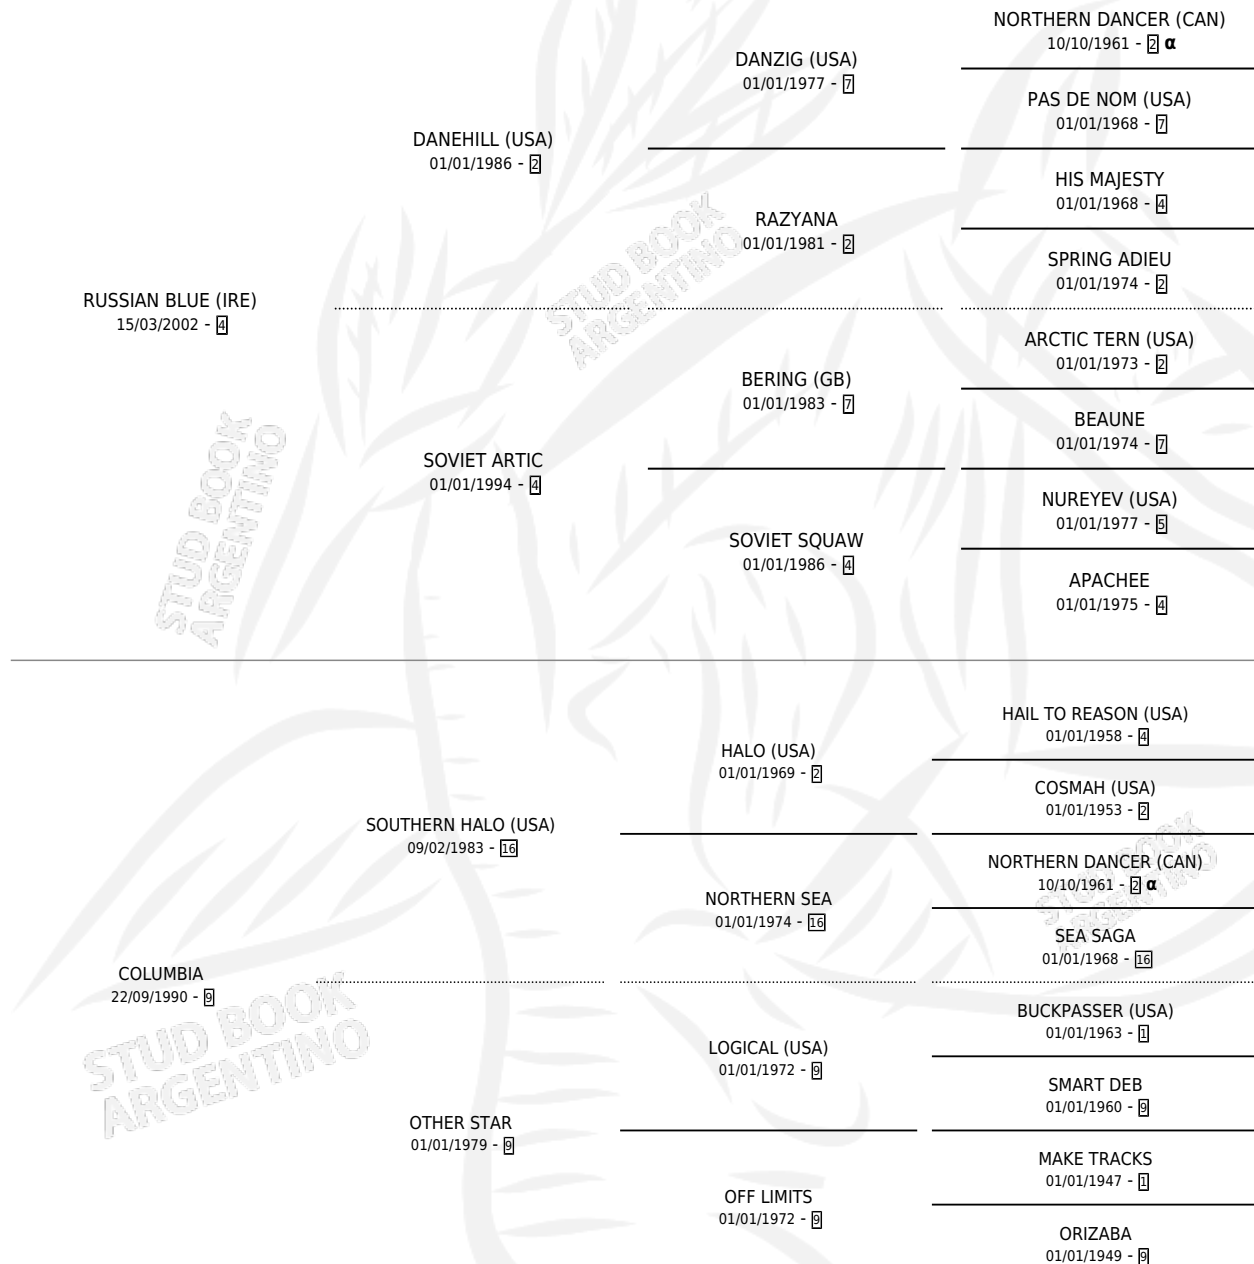 NORTHERN DANCER (CAN)
10/10/1961 - 2 α
DANZIG (USA)
01/01/1977 - 7
PAS DE NOM (USA)
01/01/1968 - 7
DANEHILL (USA)
01/01/1986 - 2
HIS MAJESTY
01/01/1968 - 4
RAZYANA
01/01/1981 - 2
SPRING ADIEU
01/01/1974 - 2
RUSSIAN BLUE (IRE)
15/03/2002 - 4
ARCTIC TERN (USA)
01/01/1973 - 2
BERING (GB)
01/01/1983 - 7
BEAUNE
01/01/1974 - 7
SOVIET ARTIC
01/01/1994 - 4
NUREYEV (USA)
01/01/1977 - 5
SOVIET SQUAW
01/01/1986 - 4
APACHEE
01/01/1975 - 4
HAIL TO REASON (USA)
01/01/1958 - 4
HALO (USA)
01/01/1969 - 2
COSMAH (USA)
01/01/1953 - 2
SOUTHERN HALO (USA)
09/02/1983 - 16
NORTHERN DANCER (CAN)
10/10/1961 - 2 α
NORTHERN SEA
01/01/1974 - 16
SEA SAGA
01/01/1968 - 16
COLUMBIA
22/09/1990 - 9
BUCKPASSER (USA)
01/01/1963 - 1
LOGICAL (USA)
01/01/1972 - 9
SMART DEB
01/01/1960 - 9
OTHER STAR
01/01/1979 - 9
MAKE TRACKS
01/01/1947 - 1
OFF LIMITS
01/01/1972 - 9
ORIZABA
01/01/1949 - 9
STUD BOOK
ARGENTINO
STUD BOOK
ARGENTINO
STUD BOOK
ARGENTINO
STUD BOOK
ARGENTINO